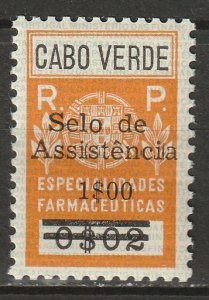 CABO VERDE
R. P.
Selo de
Assistência
ESPECIALIDADES
1$00
FARMACÊUTICAS
0$02